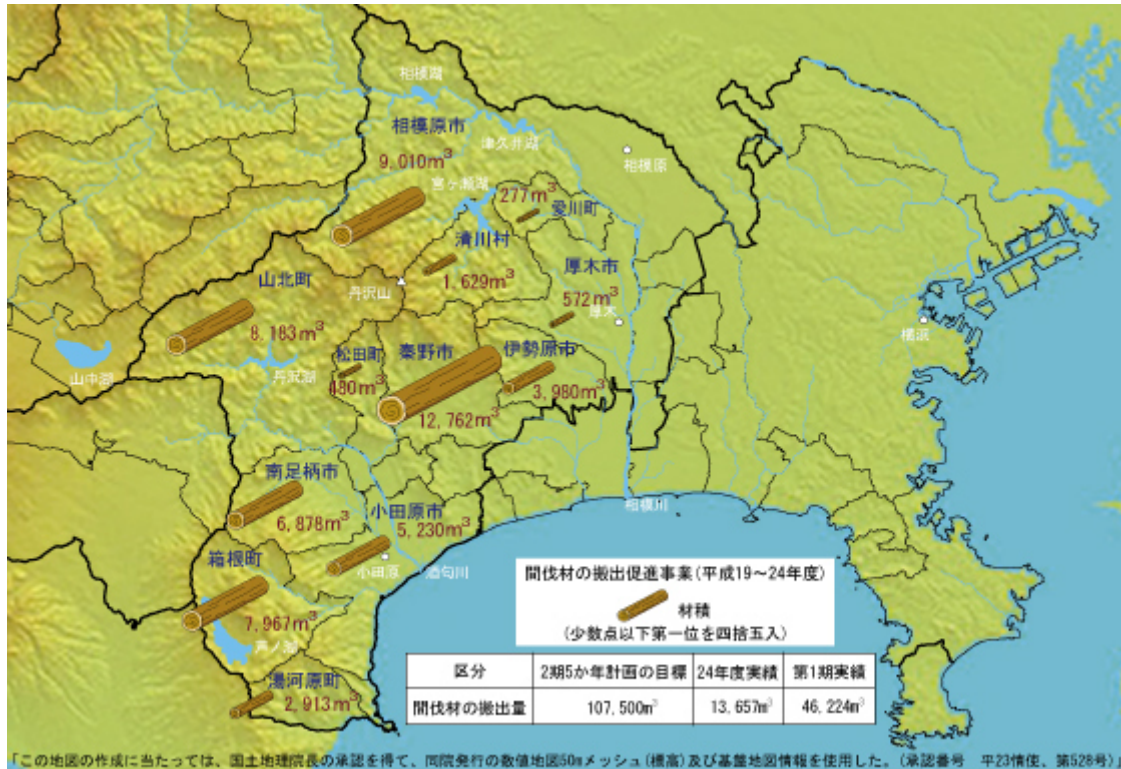 相模湖
相模原市
9,010m³
津久井湖
相模原
宮ヶ瀬湖
277m³
愛川町
清川村
1,629m³
厚木市
572m³
厚木
山北町
8,183m³
丹沢山
丹沢湖
山中湖
松田町
480m³
秦野市
12,762m³
伊勢原市
3,980m³
横浜
南足柄市
6,878m³
小田原市
5,230m³
小田原
酒匂川
相模川
箱根町
7,967m³
芦ノ湖
湯河原町
2,913m³
間伐材の搬出促進事業(平成19～24年度)
材積
(少数点以下第一位を四捨五入)
区分 2期5か年計画の目標 24年度実績 第1期実績
間伐材の搬出量 107,500m³ 13,657m³ 46,224m³
「この地図の作成に当たっては、国土地理院長の承認を得て、同院発行の数値地図50mメッシュ(標高)及び基盤地図情報を使用した。(承認番号 平23情使、第528号)」